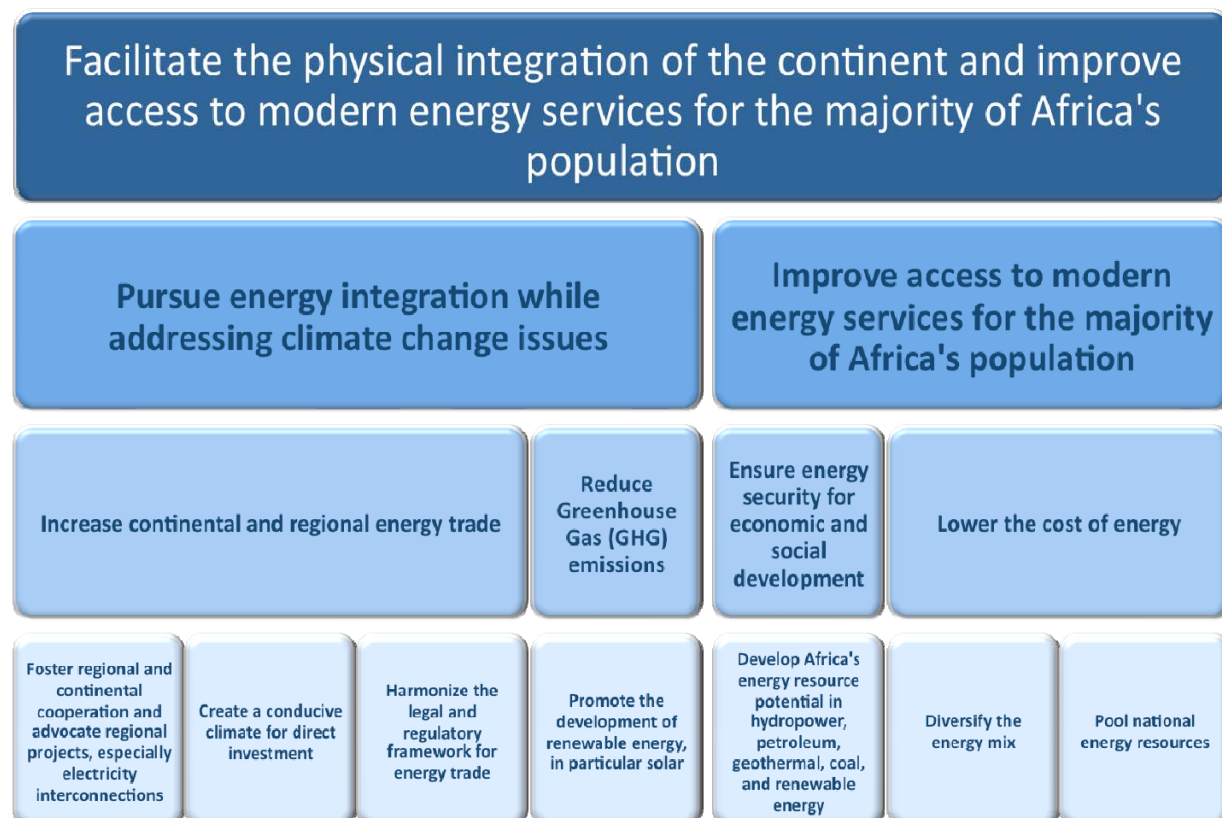 Facilitate the physical integration of the continent and improve
access to modern energy services for the majority of Africa's
population
Pursue energy integration while
addressing climate change issues
Improve access to modern
energy services for the majority
of Africa's population
Increase continental and regional energy trade
Reduce
Greenhouse
Gas (GHG)
emissions
Ensure energy
security for
economic and
social
development
Lower the cost of energy
Foster regional and
continental
cooperation and
advocate regional
projects, especially
electricity
interconnections
Create a conducive
climate for direct
investment
Harmonize the
legal and
regulatory
framework for
energy trade
Promote the
development of
renewable energy,
in particular solar
Develop Africa's
energy resource
potential in
hydropower,
petroleum,
geothermal, coal,
and renewable
energy
Diversify the
energy mix
Pool national
energy resources